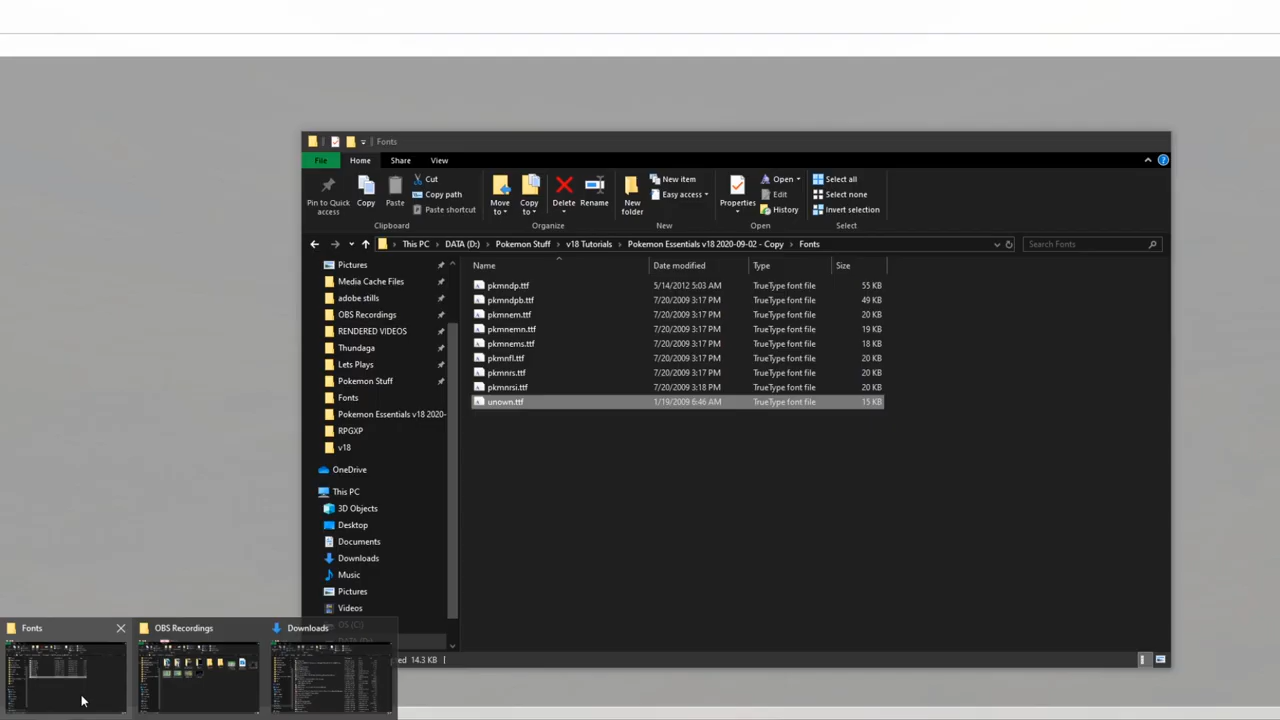 Fonts
File Home Share View
Pin to Quick access
Copy
Paste
Cut
Copy path
Paste shortcut
Move to
Copy to
Delete
Rename
New folder
New item
Easy access
Properties
Open
Edit
History
Select all
Select none
Invert selection
Clipboard Organize New Open Select
This PC DATA (D:) Pokemon Stuff v18 Tutorials Pokemon Essentials v18 2020-09-02 - Copy Fonts Search Fonts
Name Date modified Type Size
pkmndp.ttf 5/14/2012 5:03 AM TrueType font file 55 KB
pkmndpb.ttf 7/20/2009 3:17 PM TrueType font file 49 KB
pkmnem.ttf 7/20/2009 3:17 PM TrueType font file 20 KB
pkmnemn.ttf 7/20/2009 3:17 PM TrueType font file 19 KB
pkmnems.ttf 7/20/2009 3:17 PM TrueType font file 18 KB
pkmnfl.ttf 7/20/2009 3:17 PM TrueType font file 20 KB
pkmnrs.ttf 7/20/2009 3:17 PM TrueType font file 20 KB
pkmnrsi.ttf 7/20/2009 3:18 PM TrueType font file 20 KB
unown.ttf 1/19/2009 6:46 AM TrueType font file 15 KB
Pictures
Media Cache Files
adobe stills
OBS Recordings
RENDERED VIDEOS
Thundaga
Lets Plays
Pokemon Stuff
Fonts
Pokemon Essentials v18 2020-
RPGXP
v18
OneDrive
This PC
3D Objects
Desktop
Documents
Downloads
Music
Pictures
Videos
OS (C:)
DATA (D:)
14.3 KB
Fonts OBS Recordings Downloads